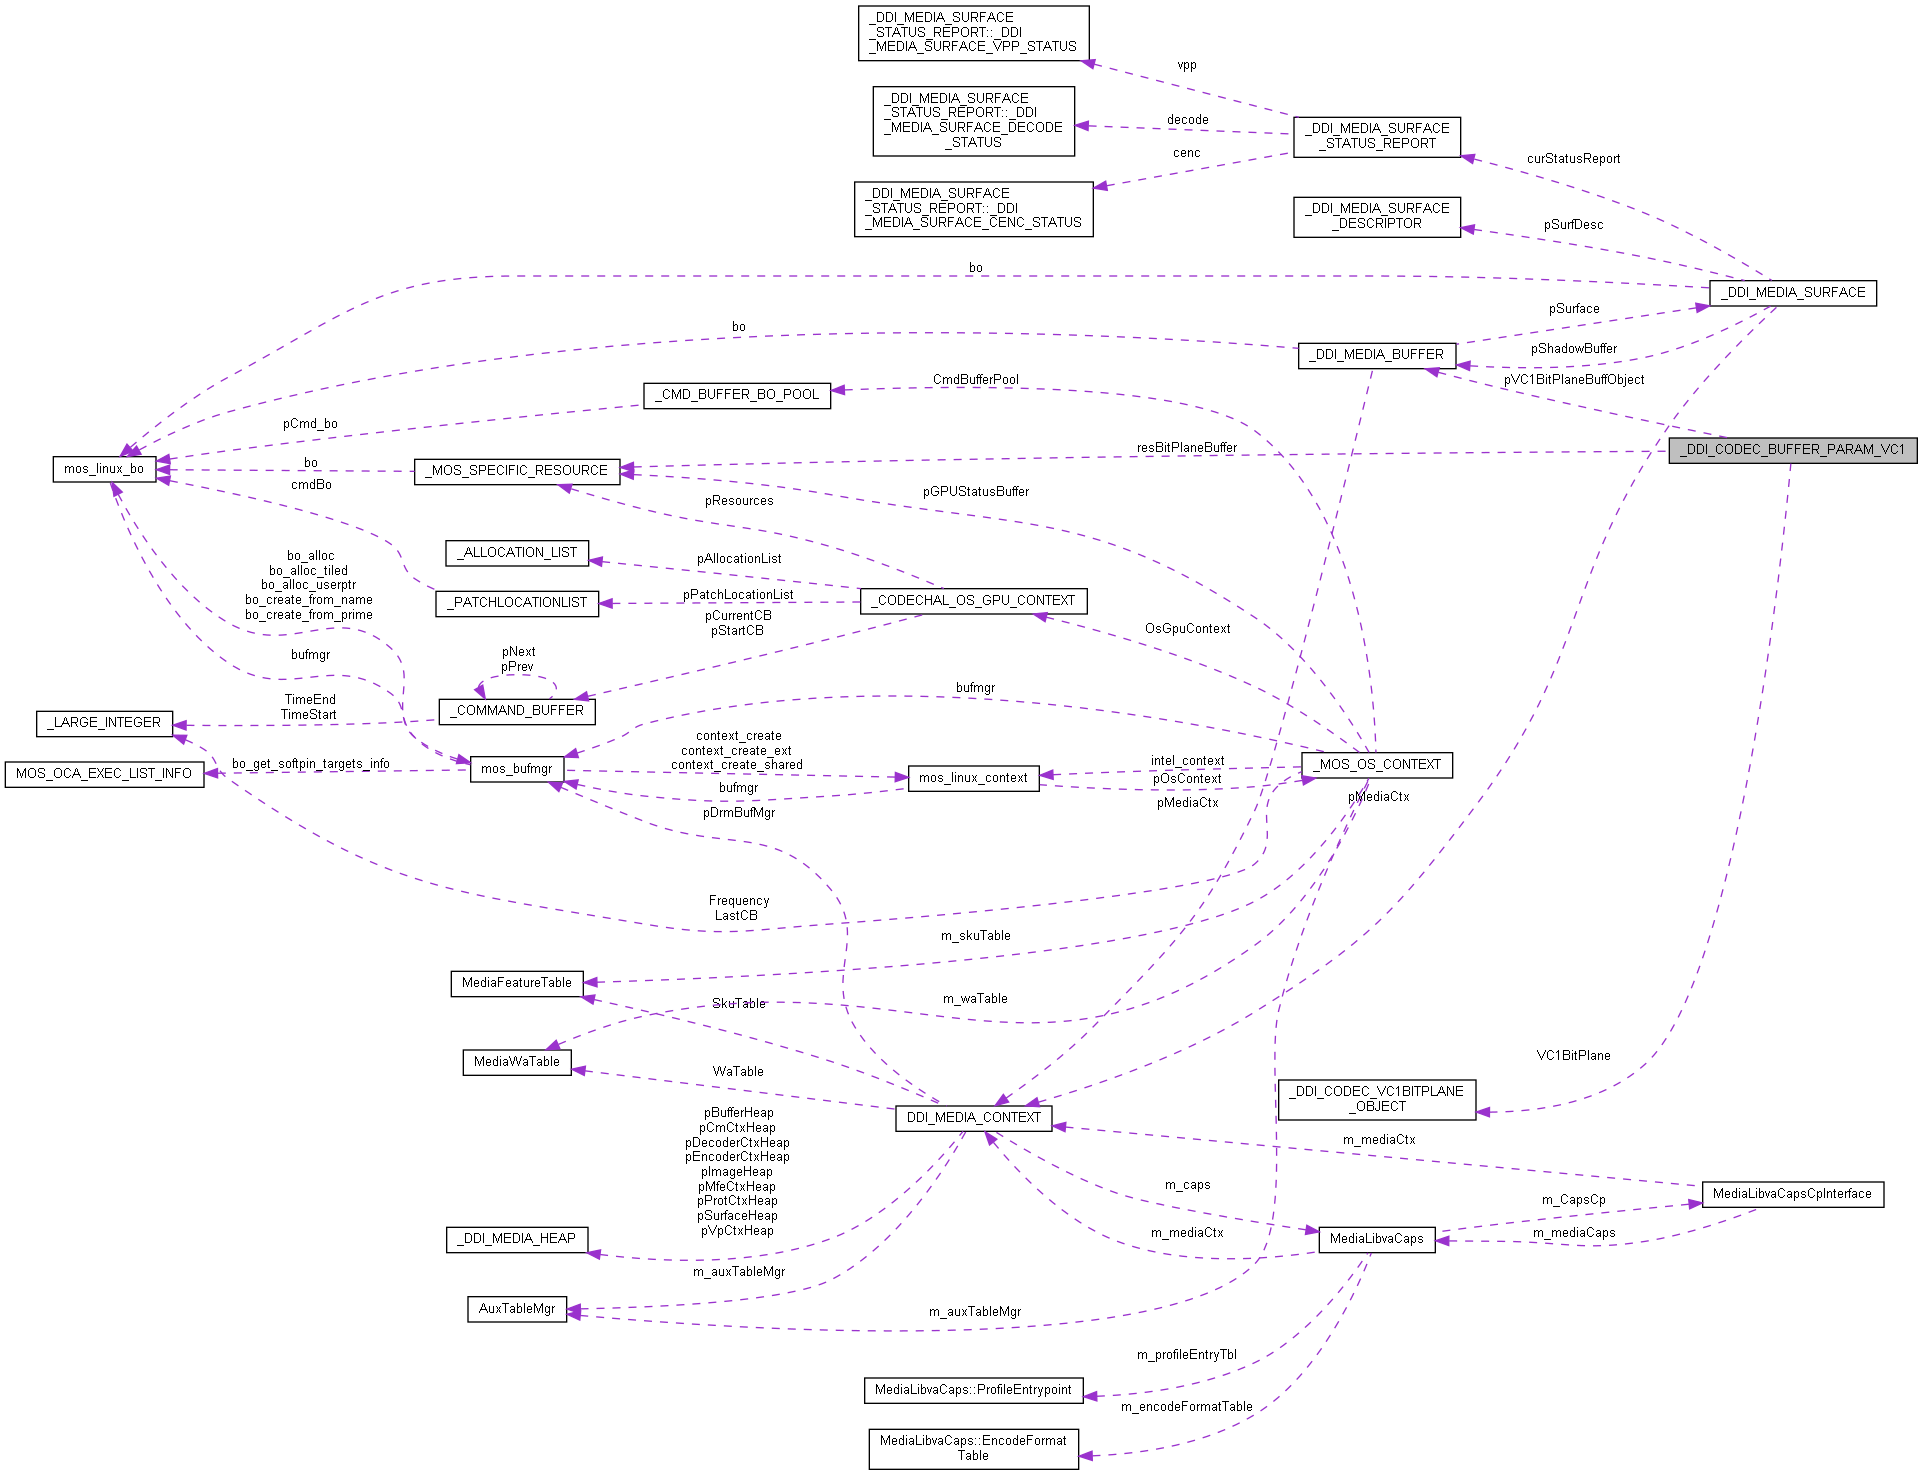 _DDI_MEDIA_SURFACE
_STATUS_REPORT::_DDI
_MEDIA_SURFACE_VPP_STATUS
vpp
_DDI_MEDIA_SURFACE
_STATUS_REPORT::_DDI
_MEDIA_SURFACE_DECODE
_STATUS
decode
_DDI_MEDIA_SURFACE
_STATUS_REPORT
cenc
curStatusReport
_DDI_MEDIA_SURFACE
_STATUS_REPORT::_DDI
_MEDIA_SURFACE_CENC_STATUS
_DDI_MEDIA_SURFACE
_DESCRIPTOR
pSurfDesc
bo
_DDI_MEDIA_SURFACE
pSurface
bo
_DDI_MEDIA_BUFFER
pShadowBuffer
CmdBufferPool
pVC1BitPlaneBuffObject
_CMD_BUFFER_BO_POOL
pCmd_bo
resBitPlaneBuffer
_DDI_CODEC_BUFFER_PARAM_VC1
mos_linux_bo
bo
_MOS_SPECIFIC_RESOURCE
cmdBo
pResources
pGPUStatusBuffer
_ALLOCATION_LIST
pAllocationList
bo_alloc
bo_alloc_tiled
bo_alloc_userptr
bo_create_from_name
bo_create_from_prime
_PATCHLOCATIONLIST
pPatchLocationList
_CODECHAL_OS_GPU_CONTEXT
pCurrentCB
pStartCB
OsGpuContext
bufmgr
pNext
pPrev
bufmgr
TimeEnd
TimeStart
_LARGE_INTEGER
_COMMAND_BUFFER
context_create
context_create_ext
context_create_shared
intel_context
_MOS_OS_CONTEXT
MOS_OCA_EXEC_LIST_INFO
bo_get_softpin_targets_info
mos_bufmgr
mos_linux_context
pOsContext
bufmgr
pMediaCtx
pMediaCtx
pDrmBufMgr
Frequency
LastCB
m_skuTable
MediaFeatureTable
SkuTable
m_waTable
MediaWaTable
WaTable
VC1BitPlane
_DDI_CODEC_VC1BITPLANE
_OBJECT
DDI_MEDIA_CONTEXT
pBufferHeap
pCmCtxHeap
pDecoderCtxHeap
pEncoderCtxHeap
pImageHeap
pMfeCtxHeap
pProtCtxHeap
pSurfaceHeap
pVpCtxHeap
m_mediaCtx
m_caps
m_CapsCp
MediaLibvaCapsCpInterface
_DDI_MEDIA_HEAP
m_mediaCtx
MediaLibvaCaps
m_mediaCaps
m_auxTableMgr
AuxTableMgr
m_auxTableMgr
m_profileEntryTbl
MediaLibvaCaps::ProfileEntrypoint
m_encodeFormatTable
MediaLibvaCaps::EncodeFormat
Table